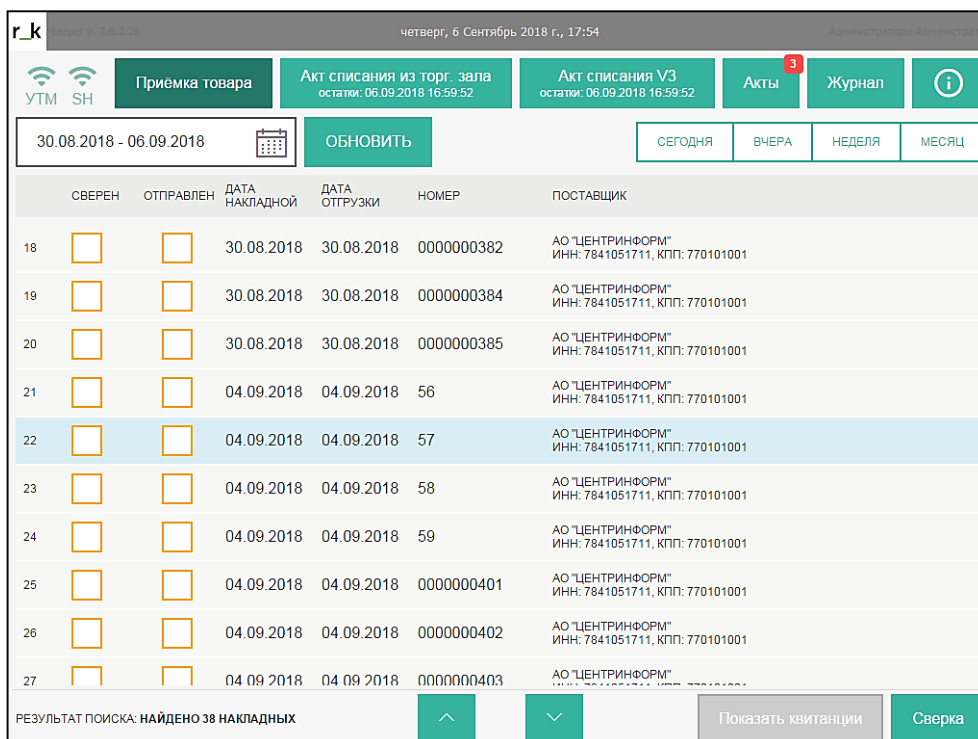 r_k
keeper v. 7.6.2.26 четверг, 6 Сентябрь 2018 г., 17:54 Администраторы
УТМ SH Приёмка товара Акт списания из торг. зала Акт списания V3 3 Акты Журнал
остатки: 06.09.2018 16:59:52 остатки: 06.09.2018 16:59:52
30.08.2018 - 06.09.2018 ОБНОВИТЬ СЕГОДНЯ ВЧЕРА НЕДЕЛЯ МЕСЯЦ
СВЕРЕН ОТПРАВЛЕН ДАТА НАКЛАДНОЙ ДАТА ОТГРУЗКИ НОМЕР ПОСТАВЩИК
18 30.08.2018 30.08.2018 0000000382 АО "ЦЕНТРИНФОРМ"
ИНН: 7841051711, КПП: 770101001
19 30.08.2018 30.08.2018 0000000384 АО "ЦЕНТРИНФОРМ"
ИНН: 7841051711, КПП: 770101001
20 30.08.2018 30.08.2018 0000000385 АО "ЦЕНТРИНФОРМ"
ИНН: 7841051711, КПП: 770101001
21 04.09.2018 04.09.2018 56 АО "ЦЕНТРИНФОРМ"
ИНН: 7841051711, КПП: 770101001
22 04.09.2018 04.09.2018 57 АО "ЦЕНТРИНФОРМ"
ИНН: 7841051711, КПП: 770101001
23 04.09.2018 04.09.2018 58 АО "ЦЕНТРИНФОРМ"
ИНН: 7841051711, КПП: 770101001
24 04.09.2018 04.09.2018 59 АО "ЦЕНТРИНФОРМ"
ИНН: 7841051711, КПП: 770101001
25 04.09.2018 04.09.2018 0000000401 АО "ЦЕНТРИНФОРМ"
ИНН: 7841051711, КПП: 770101001
26 04.09.2018 04.09.2018 0000000402 АО "ЦЕНТРИНФОРМ"
ИНН: 7841051711, КПП: 770101001
27 04.09.2018 04.09.2018 0000000403 АО "ЦЕНТРИНФОРМ"
РЕЗУЛЬТАТ ПОИСКА: НАЙДЕНО 38 НАКЛАДНЫХ Показать квитанции Сверка